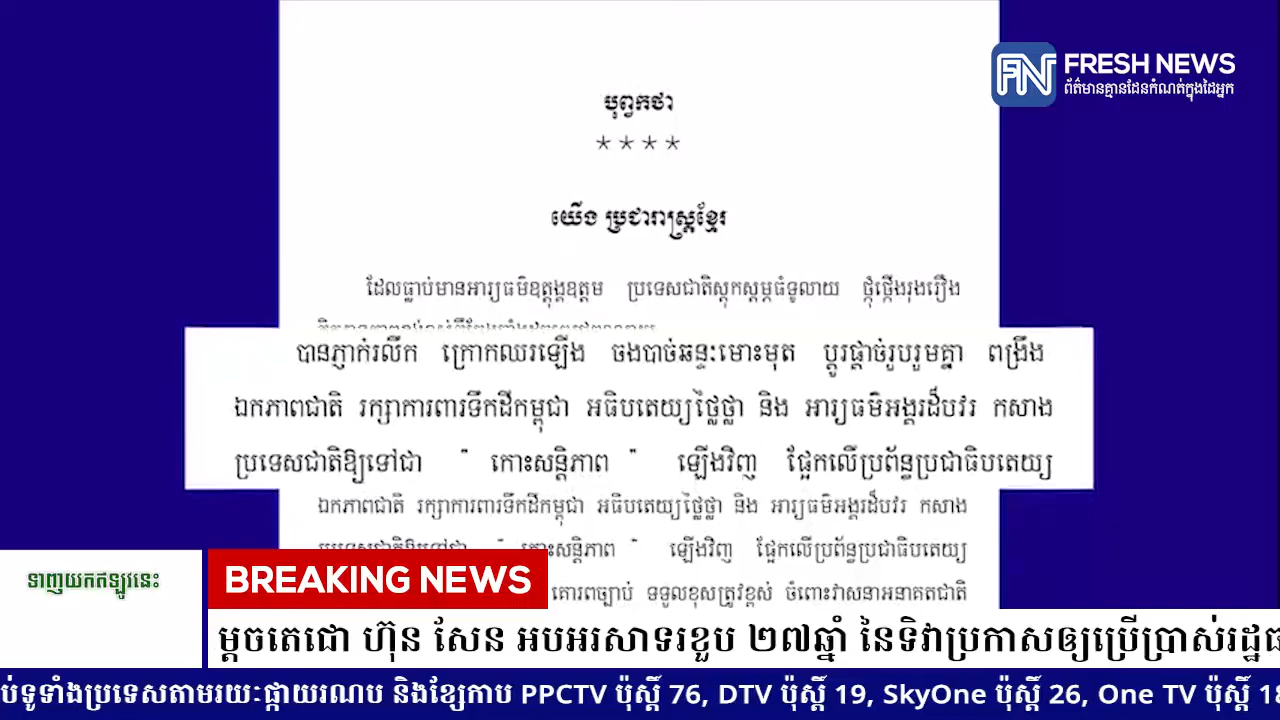 FRESH NEWS
ព័ត៌មានគ្មានដែនកំណត់ក្នុងដៃអ្នក
បុព្វកថា
****
យើង ប្រជារាស្ត្រខ្មែរ
ដែលធ្លាប់មានអារ្យធម៌ឧត្តុង្គឧត្តម ប្រទេសជាតិស្តុកស្តម្ភធំទូលាយ ថ្កុំថ្កើងរុងរឿង
បានភ្ញាក់រលឹក ក្រោកឈរឡើង ចងបាច់ឆន្ទៈមោះមុត ប្តូរផ្តាច់រួបរួមគ្នា ពង្រឹង
ឯកភាពជាតិ រក្សាការពារទឹកដីកម្ពុជា អធិបតេយ្យថ្លៃថ្លា និង អារ្យធម៌អង្គរដ៏បវរ កសាង
ប្រទេសជាតិឱ្យទៅជា " កោះសន្តិភាព " ឡើងវិញ ផ្អែកលើប្រព័ន្ធប្រជាធិបតេយ្យ
ឯកភាពជាតិ រក្សាការពារទឹកដីកម្ពុជា អធិបតេយ្យថ្លៃថ្លា និង អារ្យធម៌អង្គរដ៏បវរ កសាង
កោះសន្តិភាព " ឡើងវិញ ផ្អែកលើប្រព័ន្ធប្រជាធិបតេយ្យ
គោរពច្បាប់ ទទួលខុសត្រូវខ្ពស់ ចំពោះវាសនាអនាគតជាតិ
ទាញយកឥឡូវនេះ
BREAKING NEWS
ម្តេចតេជោ ហ៊ុន សែន អបអរសាទរខួប ២៧ឆ្នាំ នៃទិវាប្រកាសឲ្យប្រើប្រាស់រដ្ឋធ
ប់ទូទាំងប្រទេសតាមរយៈផ្កាយរណប និងខ្សែកាប PPCTV ប៉ុស្តិ៍ 76, DTV ប៉ុស្តិ៍ 19, SkyOne ប៉ុស្តិ៍ 26, One TV ប៉ុស្តិ៍ 18